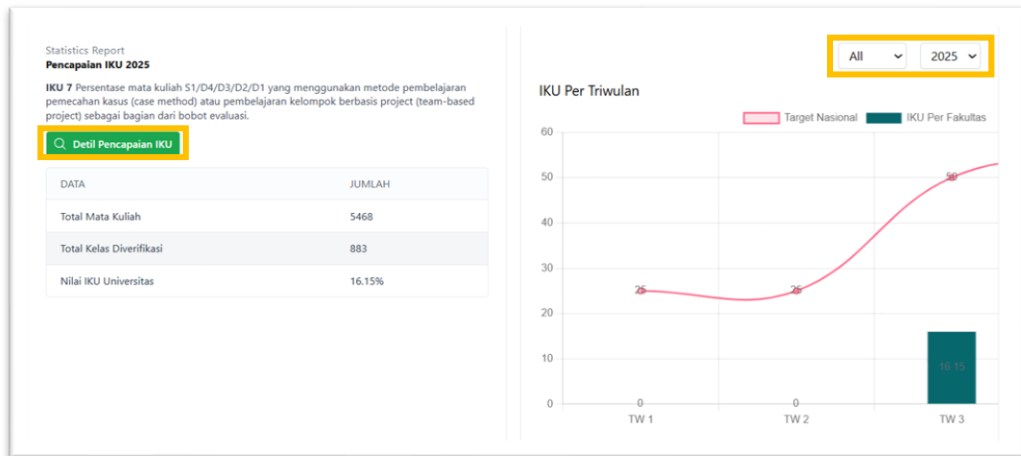 Statistics Report
Pencapaian IKU 2025
IKU 7 Persentase mata kuliah S1/D4/D3/D2/D1 yang menggunakan metode pembelajaran
pemecahan kasus (case method) atau pembelajaran kelompok berbasis project (team-based
project) sebagai bagian dari bobot evaluasi.
Detil Pencapaian IKU
DATA JUMLAH
Total Mata Kuliah 5468
Total Kelas Diverifikasi 883
Nilai IKU Universitas 16.15%
All 2025
IKU Per Triwulan
Target Nasional IKU Per Fakultas
60
50 50
40
30
25 25
20
10 16.15
0 0 0
TW 1 TW 2 TW 3